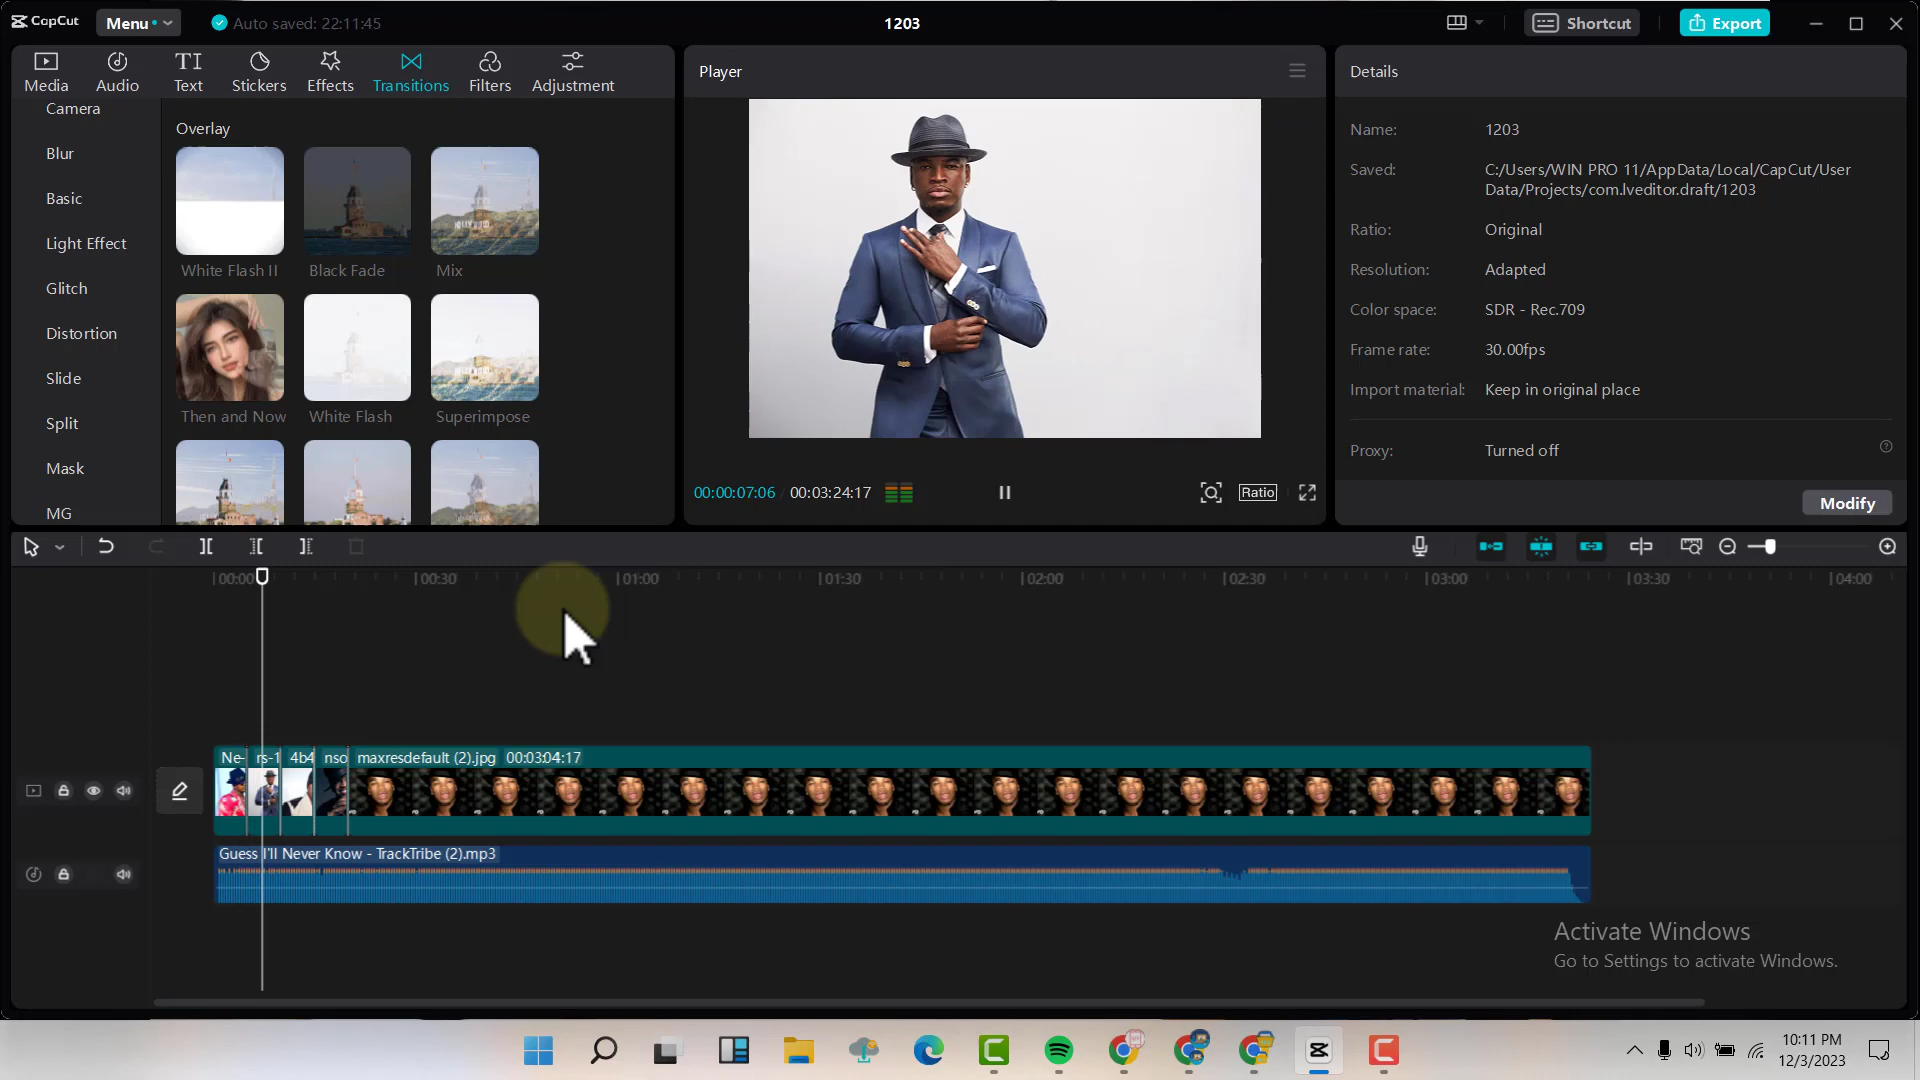 CapCut
Menu
Auto saved: 22:11:45
1203
Shortcut
Export
Media
Audio
Text
Stickers
Effects
Transitions
Filters
Adjustment
Camera
Blur
Basic
Light Effect
Glitch
Distortion
Slide
Split
Mask
MG
Overlay
White Flash II
Black Fade
Mix
Then and Now
White Flash
Superimpose
Player
00:00:07:06
00:03:24:17
Ratio
Details
Name:
1203
Saved:
C:/Users/WIN PRO 11/AppData/Local/CapCut/User
Data/Projects/com.lveditor.draft/1203
Ratio:
Original
Resolution:
Adapted
Color space:
SDR - Rec.709
Frame rate:
30.00fps
Import material:
Keep in original place
Proxy:
Turned off
Modify
00:00
00:30
01:00
01:30
02:00
02:30
03:00
03:30
04:00
Ne-
rs-1
4b4
nso
maxresdefault (2).jpg 00:03:04:17
Guess I'll Never Know - TrackTribe (2).mp3
Activate Windows
Go to Settings to activate Windows.
10:11 PM
12/3/2023